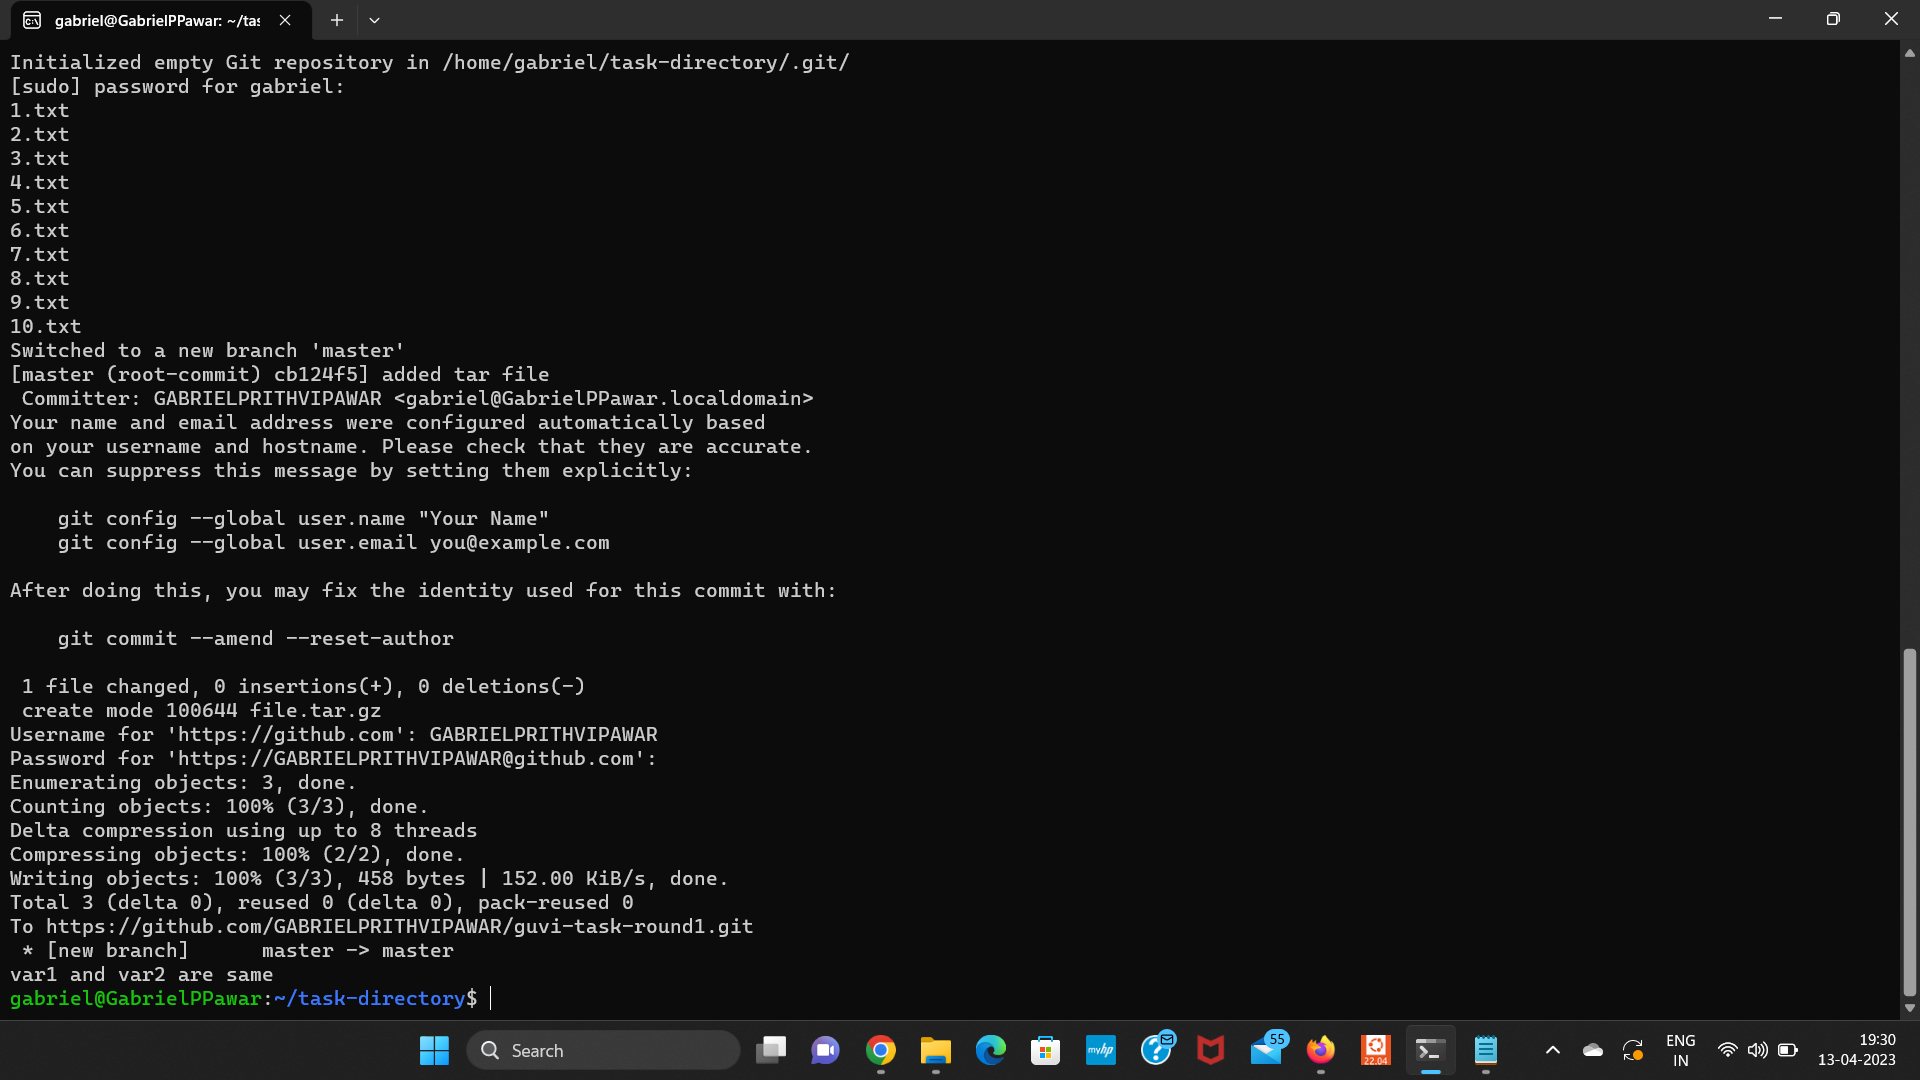 gabriel@GabrielPPawar: ~/tas
Initialized empty Git repository in /home/gabriel/task-directory/.git/
[sudo] password for gabriel:
1.txt
2.txt
3.txt
4.txt
5.txt
6.txt
7.txt
8.txt
9.txt
10.txt
Switched to a new branch 'master'
[master (root-commit) cb124f5] added tar file
 Committer: GABRIELPRITHVIPAWAR <gabriel@GabrielPPawar.localdomain>
Your name and email address were configured automatically based
on your username and hostname. Please check that they are accurate.
You can suppress this message by setting them explicitly:

    git config --global user.name "Your Name"
    git config --global user.email you@example.com

After doing this, you may fix the identity used for this commit with:

    git commit --amend --reset-author

 1 file changed, 0 insertions(+), 0 deletions(-)
 create mode 100644 file.tar.gz
Username for 'https://github.com': GABRIELPRITHVIPAWAR
Password for 'https://GABRIELPRITHVIPAWAR@github.com':
Enumerating objects: 3, done.
Counting objects: 100% (3/3), done.
Delta compression using up to 8 threads
Compressing objects: 100% (2/2), done.
Writing objects: 100% (3/3), 458 bytes | 152.00 KiB/s, done.
Total 3 (delta 0), reused 0 (delta 0), pack-reused 0
To https://github.com/GABRIELPRITHVIPAWAR/guvi-task-round1.git
 * [new branch]      master -> master
var1 and var2 are same
gabriel@GabrielPPawar:~/task-directory$
Search
myhp
55
22.04
ENG
IN
19:30
13-04-2023